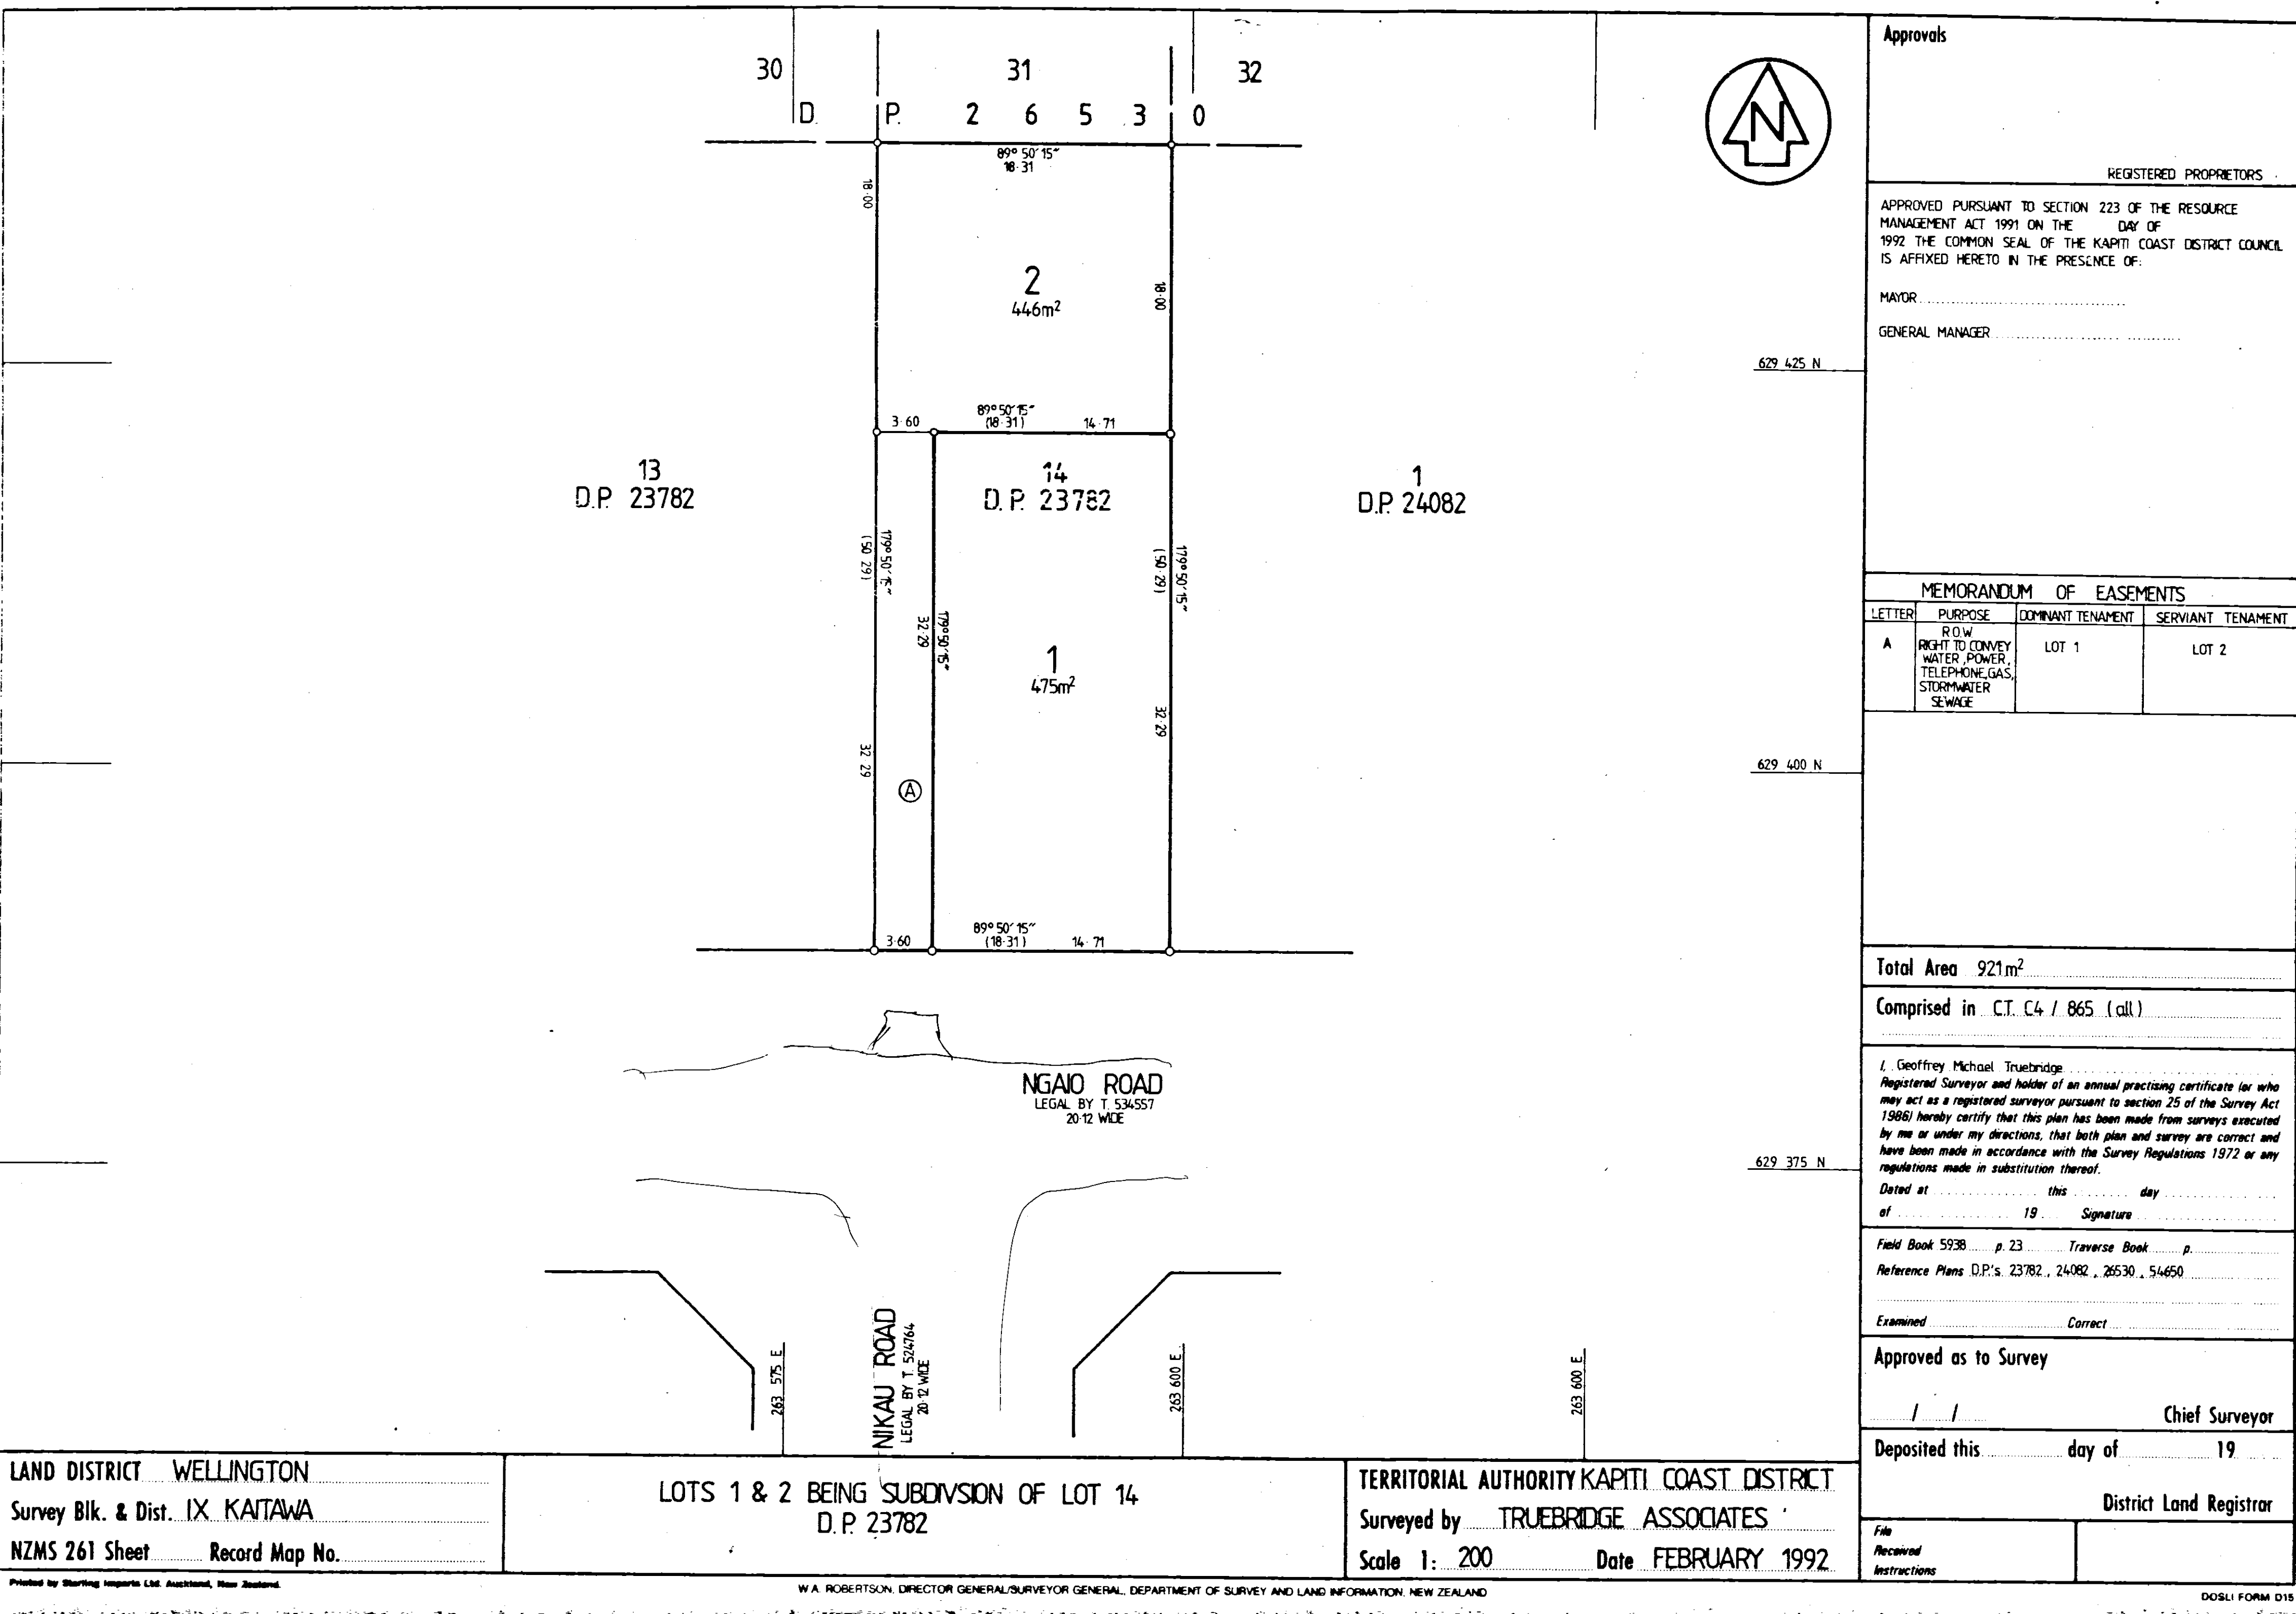 30
31
32
D. P. 2 6 5 3 0
N
89° 50′ 15″
18·31
18·00
2
446m²
18·00
3·60
89° 50′ 15″
(18·31)
14·71
13
D.P. 23782
14
D.P. 23782
1
D.P. 24082
179° 50′ 15″
(50·29)
32·29
179° 50′ 15″
32·29
179° 50′ 15″
(50·29)
32·29
1
475m²
A
3·60
89° 50′ 15″
(18·31)
14·71
NGAIO ROAD
LEGAL BY T. 534557
20·12 WIDE
NIKAU ROAD
LEGAL BY T. 524764
20·12 WIDE
629 425 N
629 400 N
629 375 N
263 575 E
263 600 E
263 600 E
Approvals
REGISTERED PROPRIETORS
APPROVED PURSUANT TO SECTION 223 OF THE RESOURCE
MANAGEMENT ACT 1991 ON THE DAY OF
1992 THE COMMON SEAL OF THE KAPITI COAST DISTRICT COUNCIL
IS AFFIXED HERETO IN THE PRESENCE OF:
MAYOR
GENERAL MANAGER
MEMORANDUM OF EASEMENTS
LETTER PURPOSE DOMINANT TENAMENT SERVIANT TENAMENT
A R.O.W. LOT 1 LOT 2
RIGHT TO CONVEY
WATER, POWER,
TELEPHONE, GAS,
STORMWATER
SEWAGE
Total Area 921m²
Comprised in C.T. C4 / 865 (all)
I, Geoffrey Michael Truebridge
Registered Surveyor and holder of an annual practising certificate (or who
may act as a registered surveyor pursuant to section 25 of the Survey Act
1986) hereby certify that this plan has been made from surveys executed
by me or under my directions, that both plan and survey are correct and
have been made in accordance with the Survey Regulations 1972 or any
regulations made in substitution thereof.
Dated at this day
of 19 Signature
Field Book 5938 p. 23 Traverse Book p.
Reference Plans D.P.'s 23782, 24082, 26530, 54650
Examined Correct
Approved as to Survey
/ / Chief Surveyor
Deposited this day of 19
District Land Registrar
File
Received
Instructions
LAND DISTRICT WELLINGTON
Survey Blk. & Dist. IX KAITAWA
NZMS 261 Sheet Record Map No.
LOTS 1 & 2 BEING SUBDIVSION OF LOT 14
D.P. 23782
TERRITORIAL AUTHORITY KAPITI COAST DISTRICT
Surveyed by TRUEBRIDGE ASSOCIATES
Scale 1: 200 Date FEBRUARY 1992
Printed by Sterling Imports Ltd. Auckland, New Zealand.
W A ROBERTSON, DIRECTOR GENERAL/SURVEYOR GENERAL, DEPARTMENT OF SURVEY AND LAND INFORMATION, NEW ZEALAND
DOSLI FORM D15